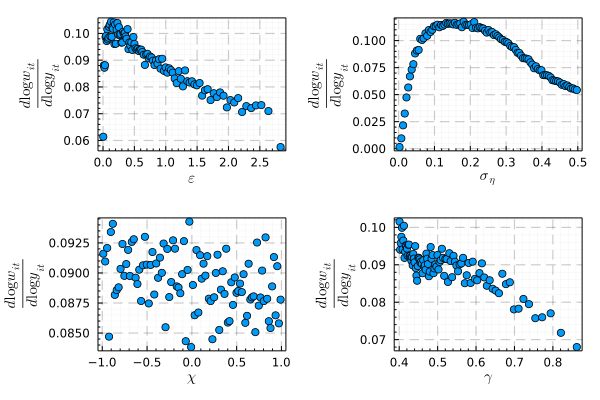 dlogw_it / dlogy_it
0.10
0.09
0.08
0.07
0.06
0.0 0.5 1.0 1.5 2.0 2.5
ε
dlogw_it / dlogy_it
0.100
0.075
0.050
0.025
0.000
0.0 0.1 0.2 0.3 0.4 0.5
σ_η
dlogw_it / dlogy_it
0.0925
0.0900
0.0875
0.0850
−1.0 −0.5 0.0 0.5 1.0
χ
dlogw_it / dlogy_it
0.10
0.09
0.08
0.07
0.4 0.5 0.6 0.7 0.8
γ